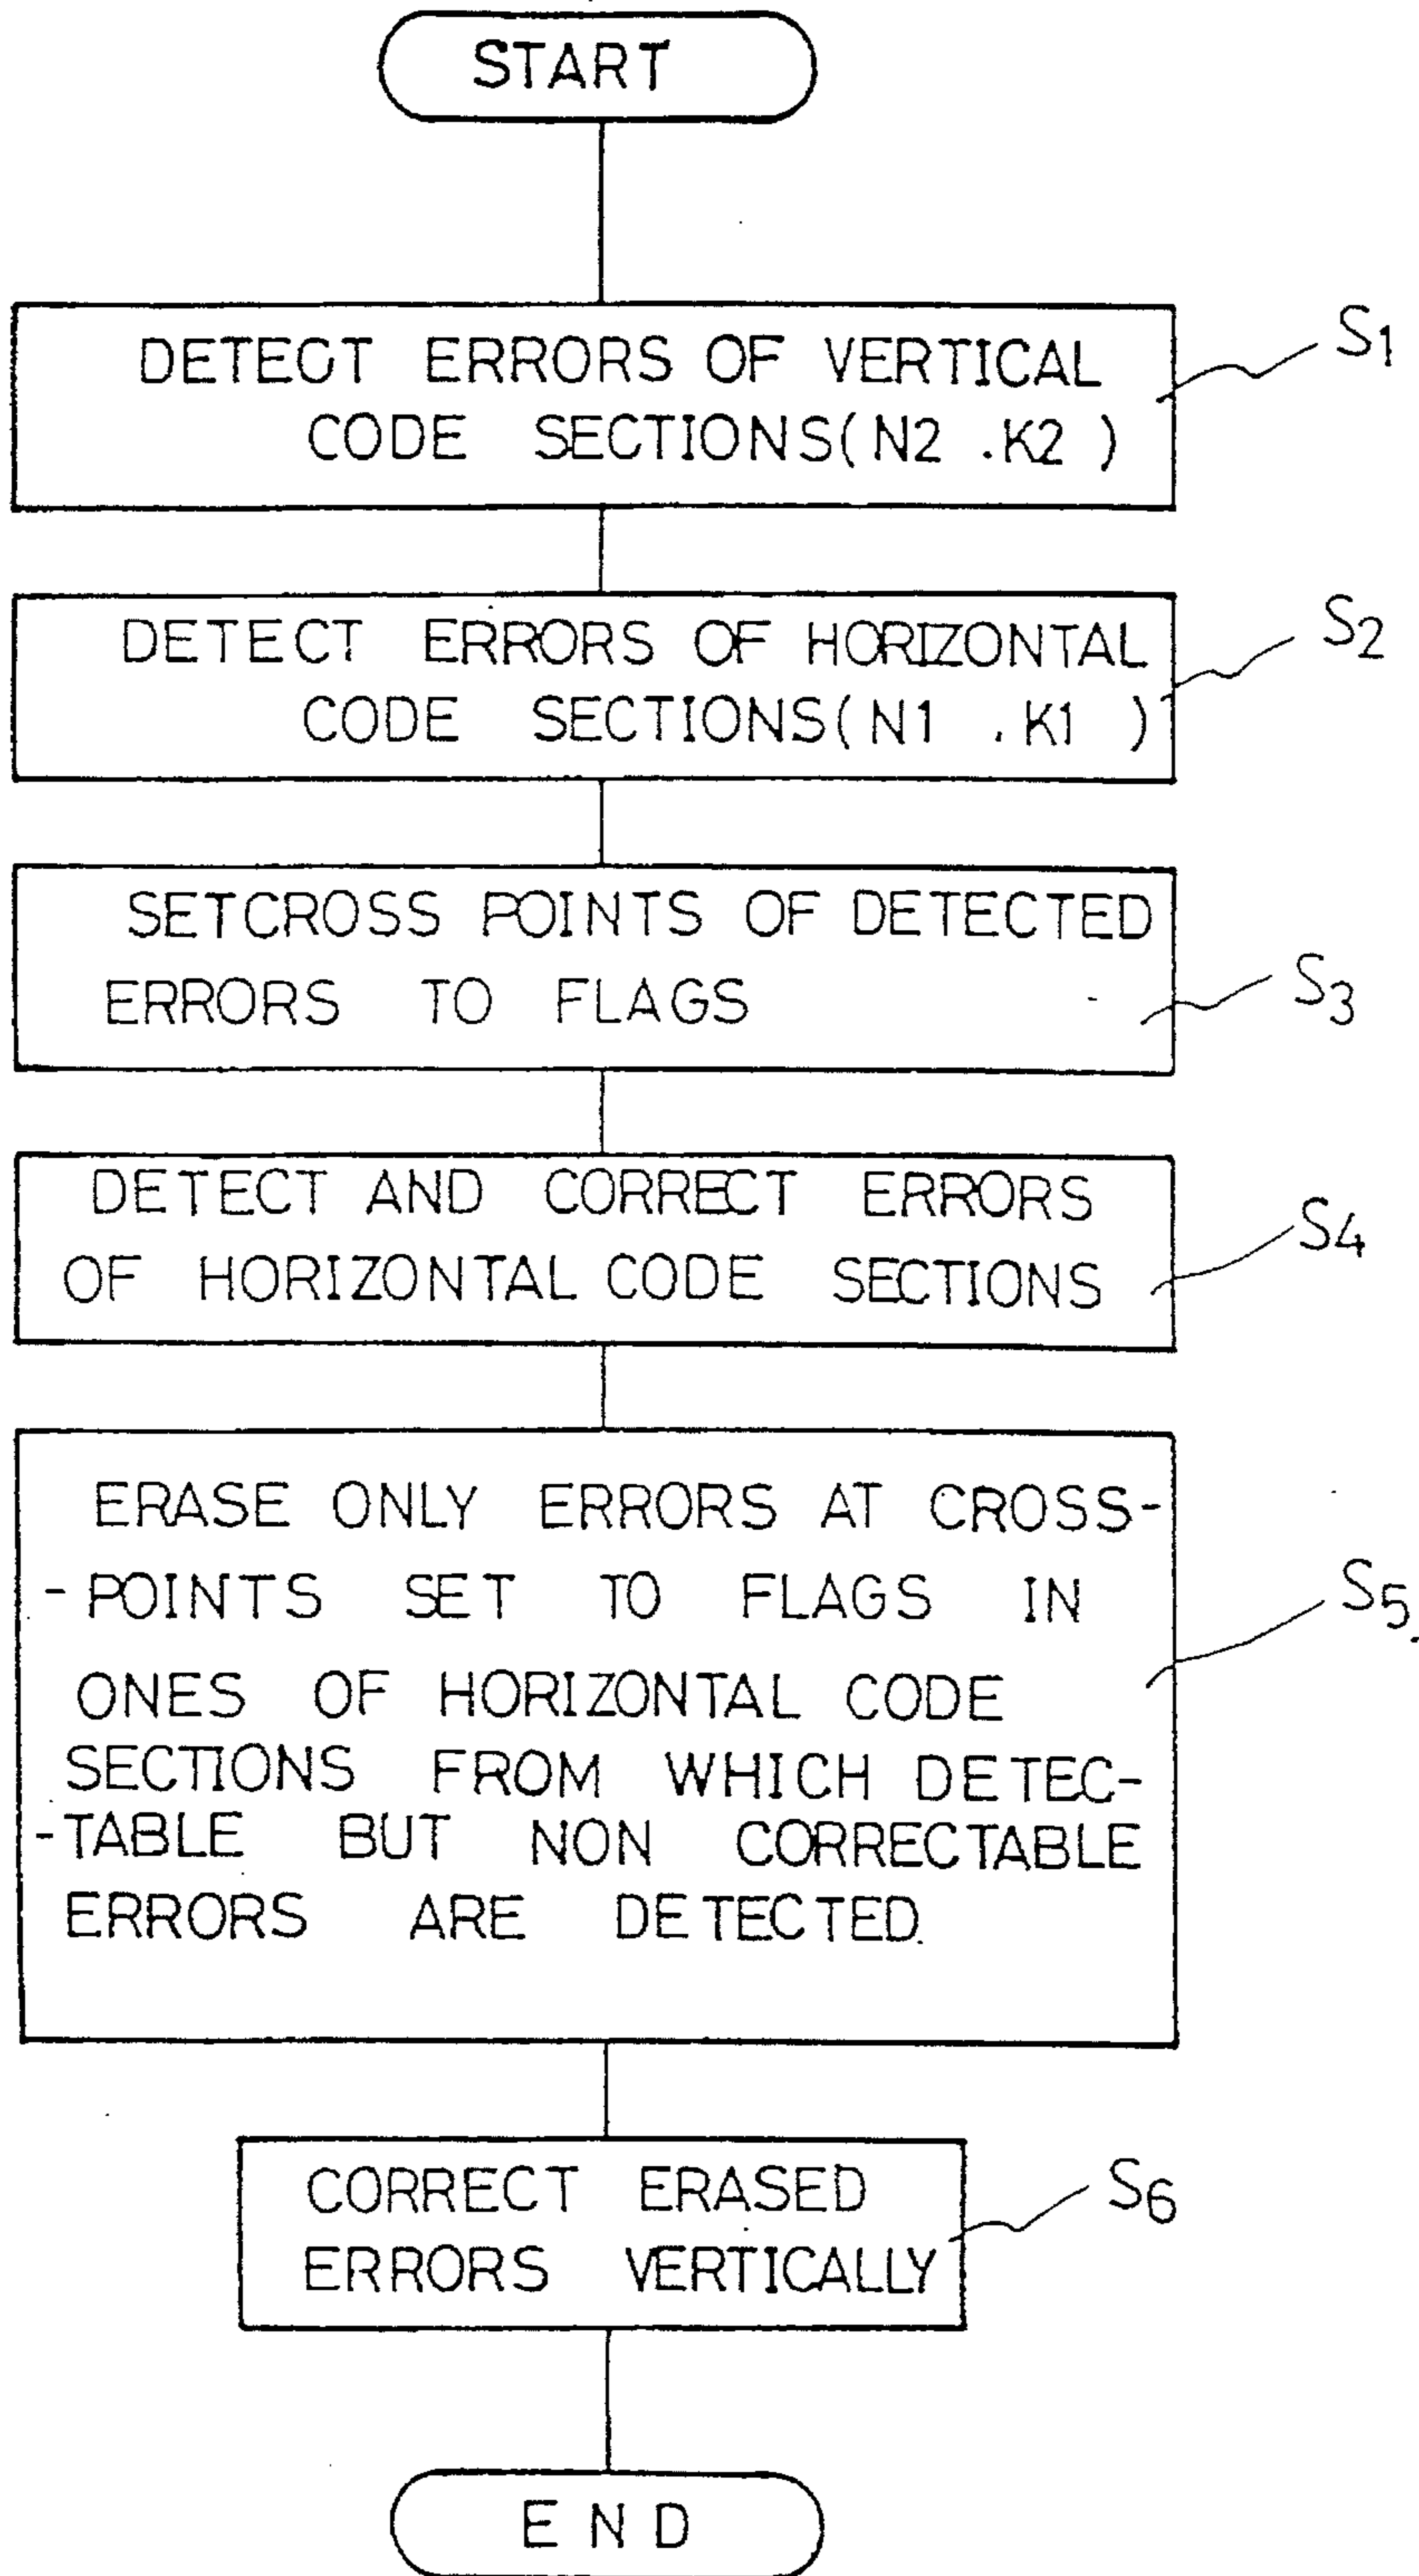 START
DETECT ERRORS OF VERTICAL
CODE SECTIONS(N2 .K2 )
S1
DETECT ERRORS OF HORIZONTAL
CODE SECTIONS(N1 .K1 )
S2
SETCROSS POINTS OF DETECTED
ERRORS TO FLAGS
S3
DETECT AND CORRECT ERRORS
OF HORIZONTAL CODE SECTIONS
S4
ERASE ONLY ERRORS AT CROSS-
-POINTS SET TO FLAGS IN
ONES OF HORIZONTAL CODE
SECTIONS FROM WHICH DETEC-
-TABLE BUT NON CORRECTABLE
ERRORS ARE DETECTED.
S5.
CORRECT ERASED
ERRORS VERTICALLY
S6
END